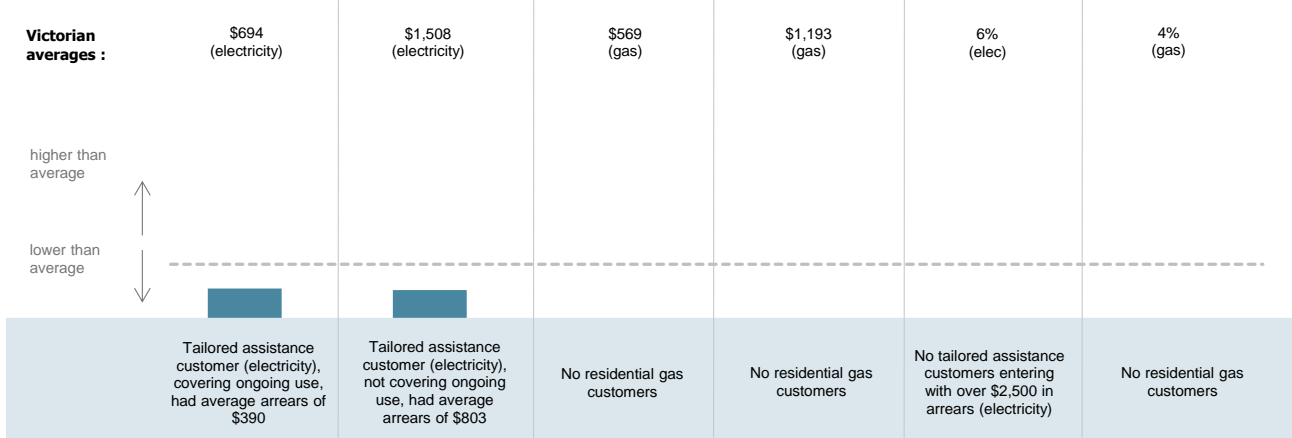 Victorian
averages :
$694
(electricity)
$1,508
(electricity)
$569
(gas)
$1,193
(gas)
6%
(elec)
4%
(gas)
higher than
average
lower than
average
Tailored assistance
customer (electricity),
covering ongoing use,
had average arrears of
$390
Tailored assistance
customer (electricity),
not covering ongoing
use, had average
arrears of $803
No residential gas
customers
No residential gas
customers
No tailored assistance
customers entering
with over $2,500 in
arrears (electricity)
No residential gas
customers